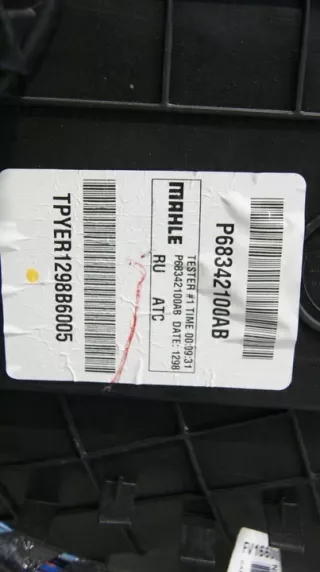 P68342100AB
MAHLE
TESTER #1 TIME 00:09:31
P68342100AB DATE: 1298
RU ATC
TPYER1298B6005